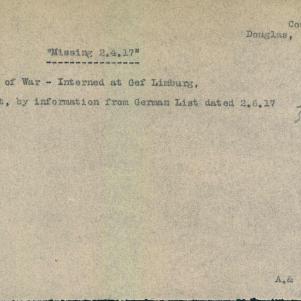 Co
Douglas,
"Missing 2.4.17"
of War - Interned at Gef Limburg,
t, by information from German List dated 2.6.17
A.&